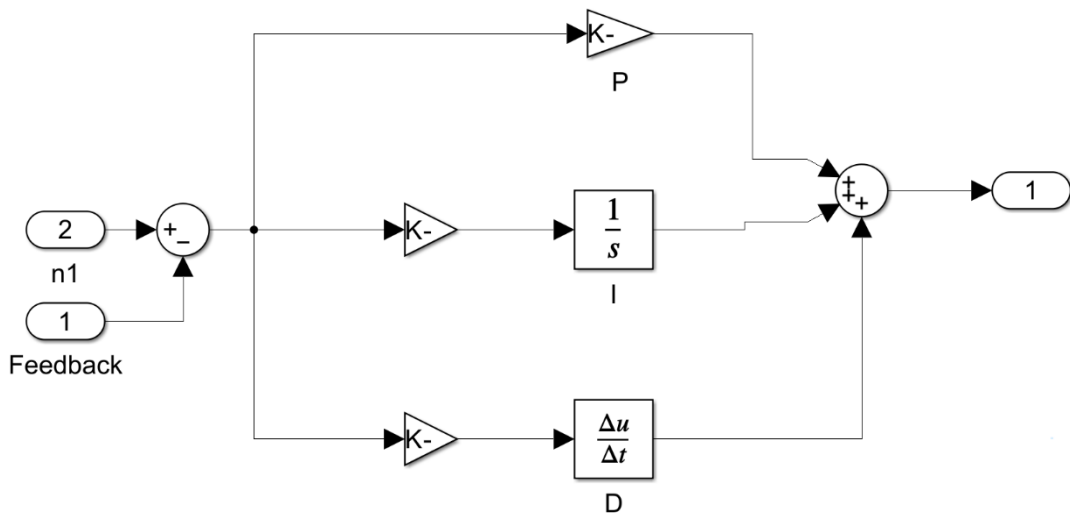 K-
P
2
n1
+
−
1
Feedback
K-
1
s
I
K-
Δu
Δt
D
+
+
+
1